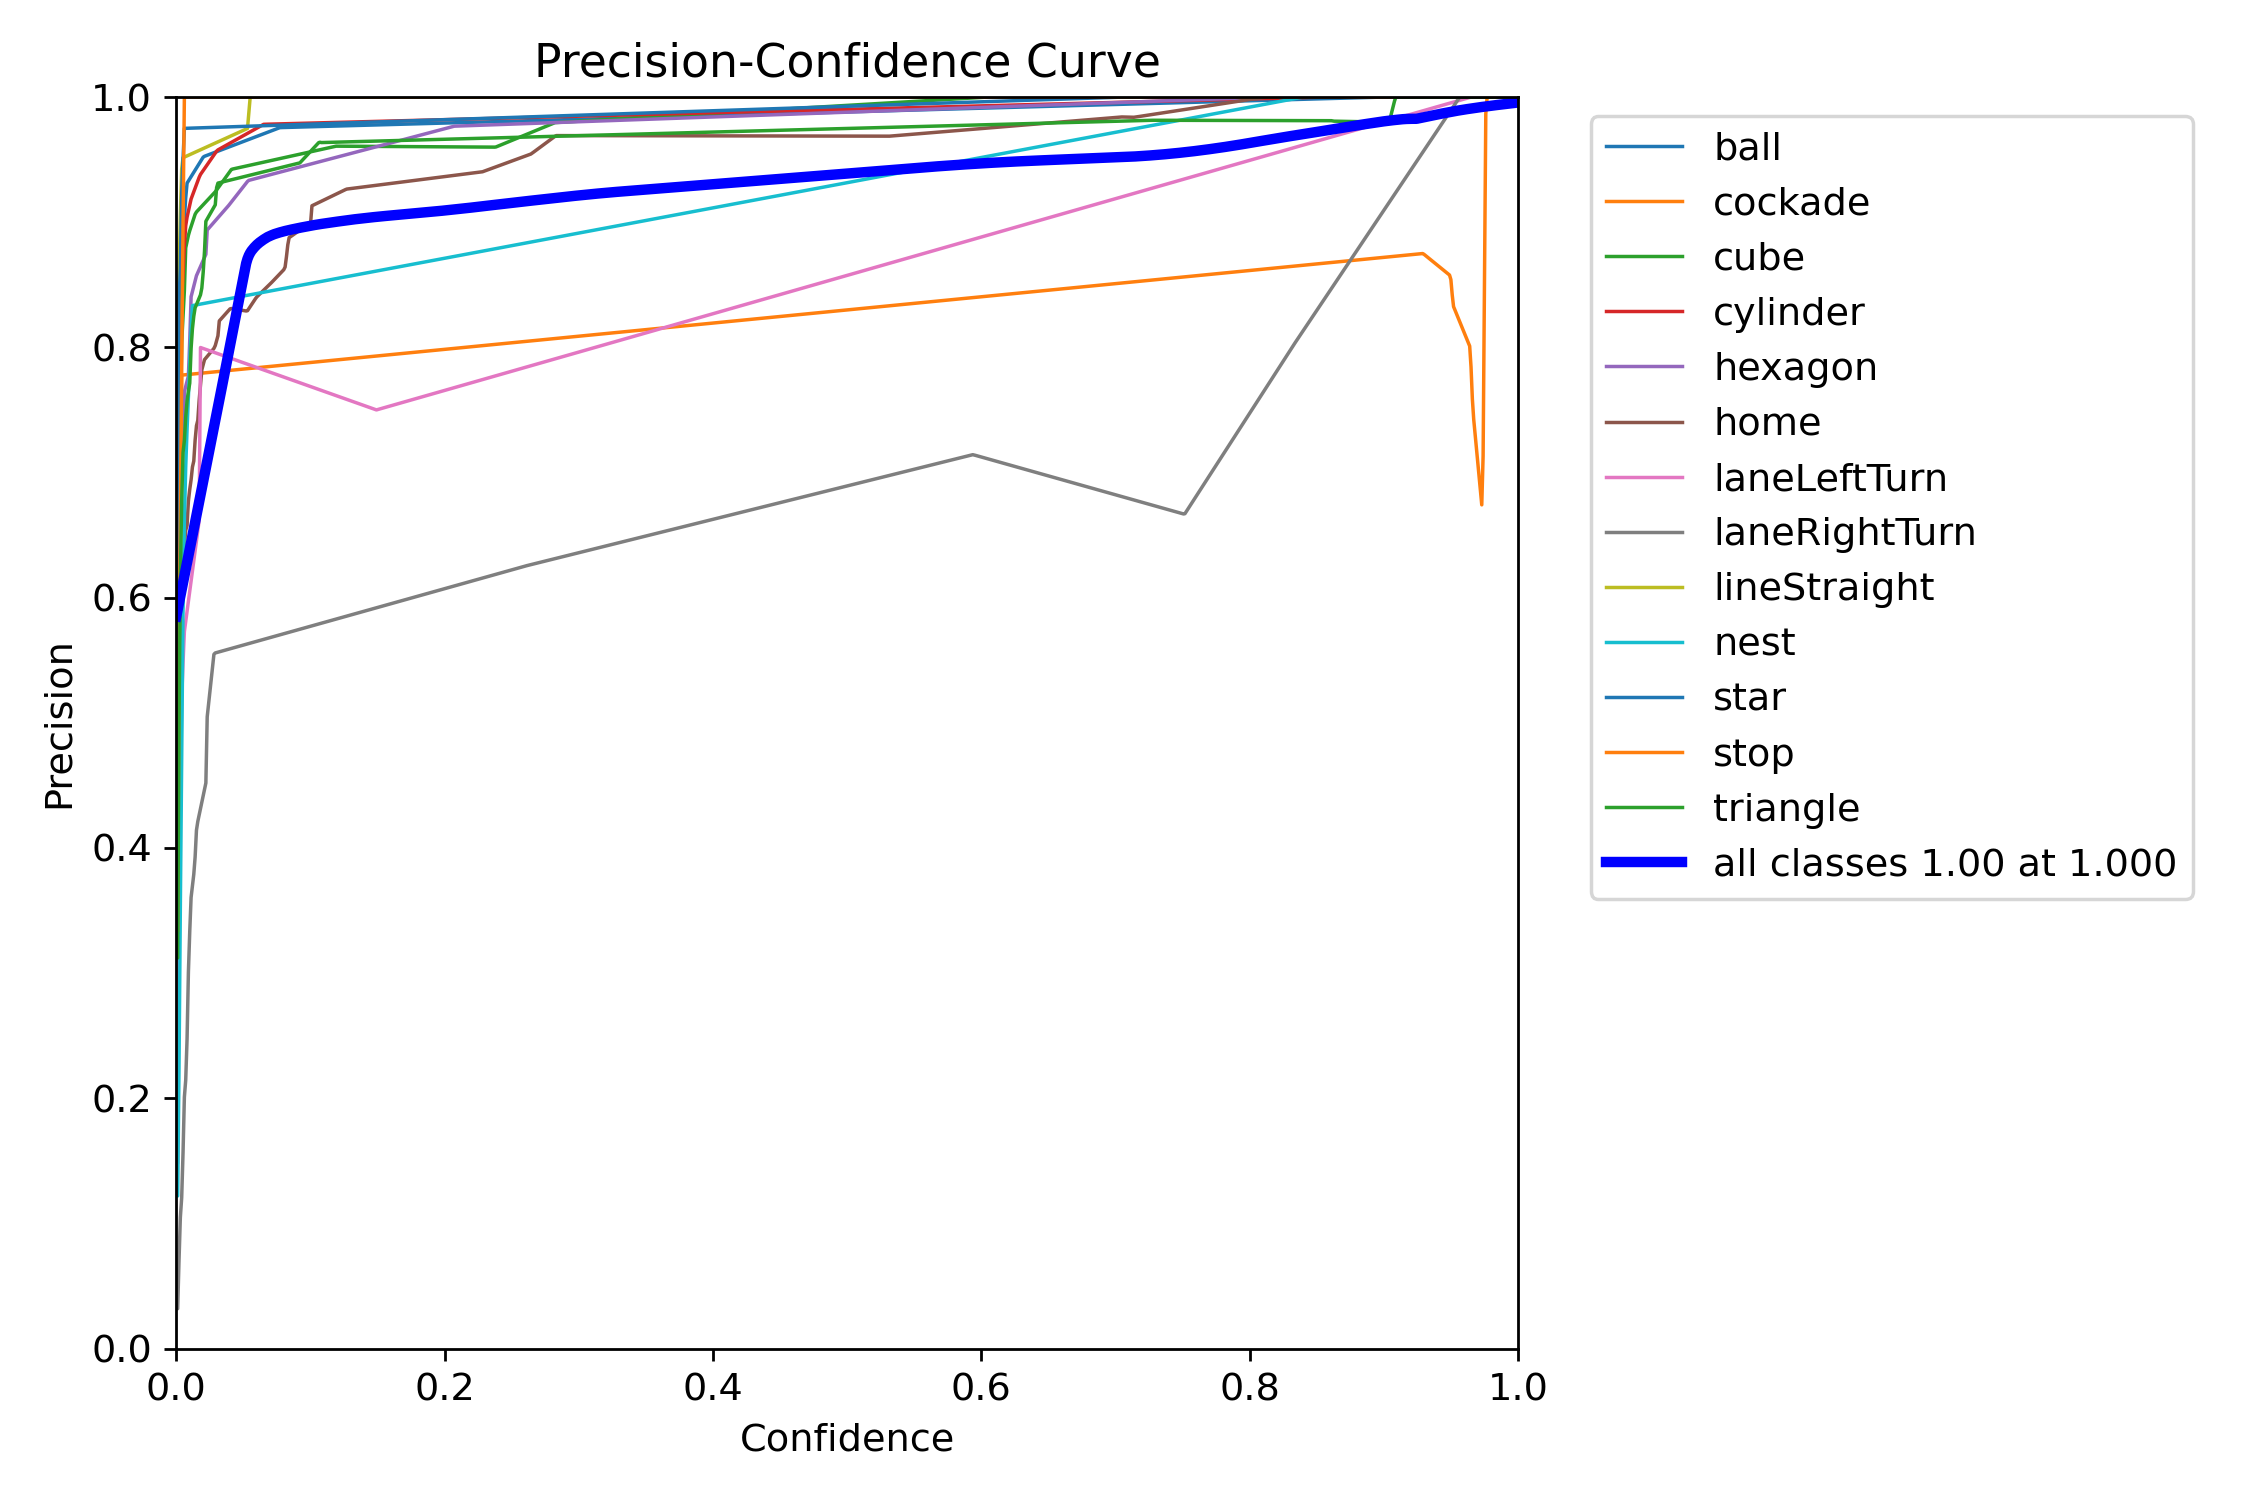 Precision-Confidence Curve
1.0
0.8
0.6
0.4
0.2
0.0
Precision
0.0 0.2 0.4 0.6 0.8 1.0
Confidence
ball
cockade
cube
cylinder
hexagon
home
laneLeftTurn
laneRightTurn
lineStraight
nest
star
stop
triangle
all classes 1.00 at 1.000